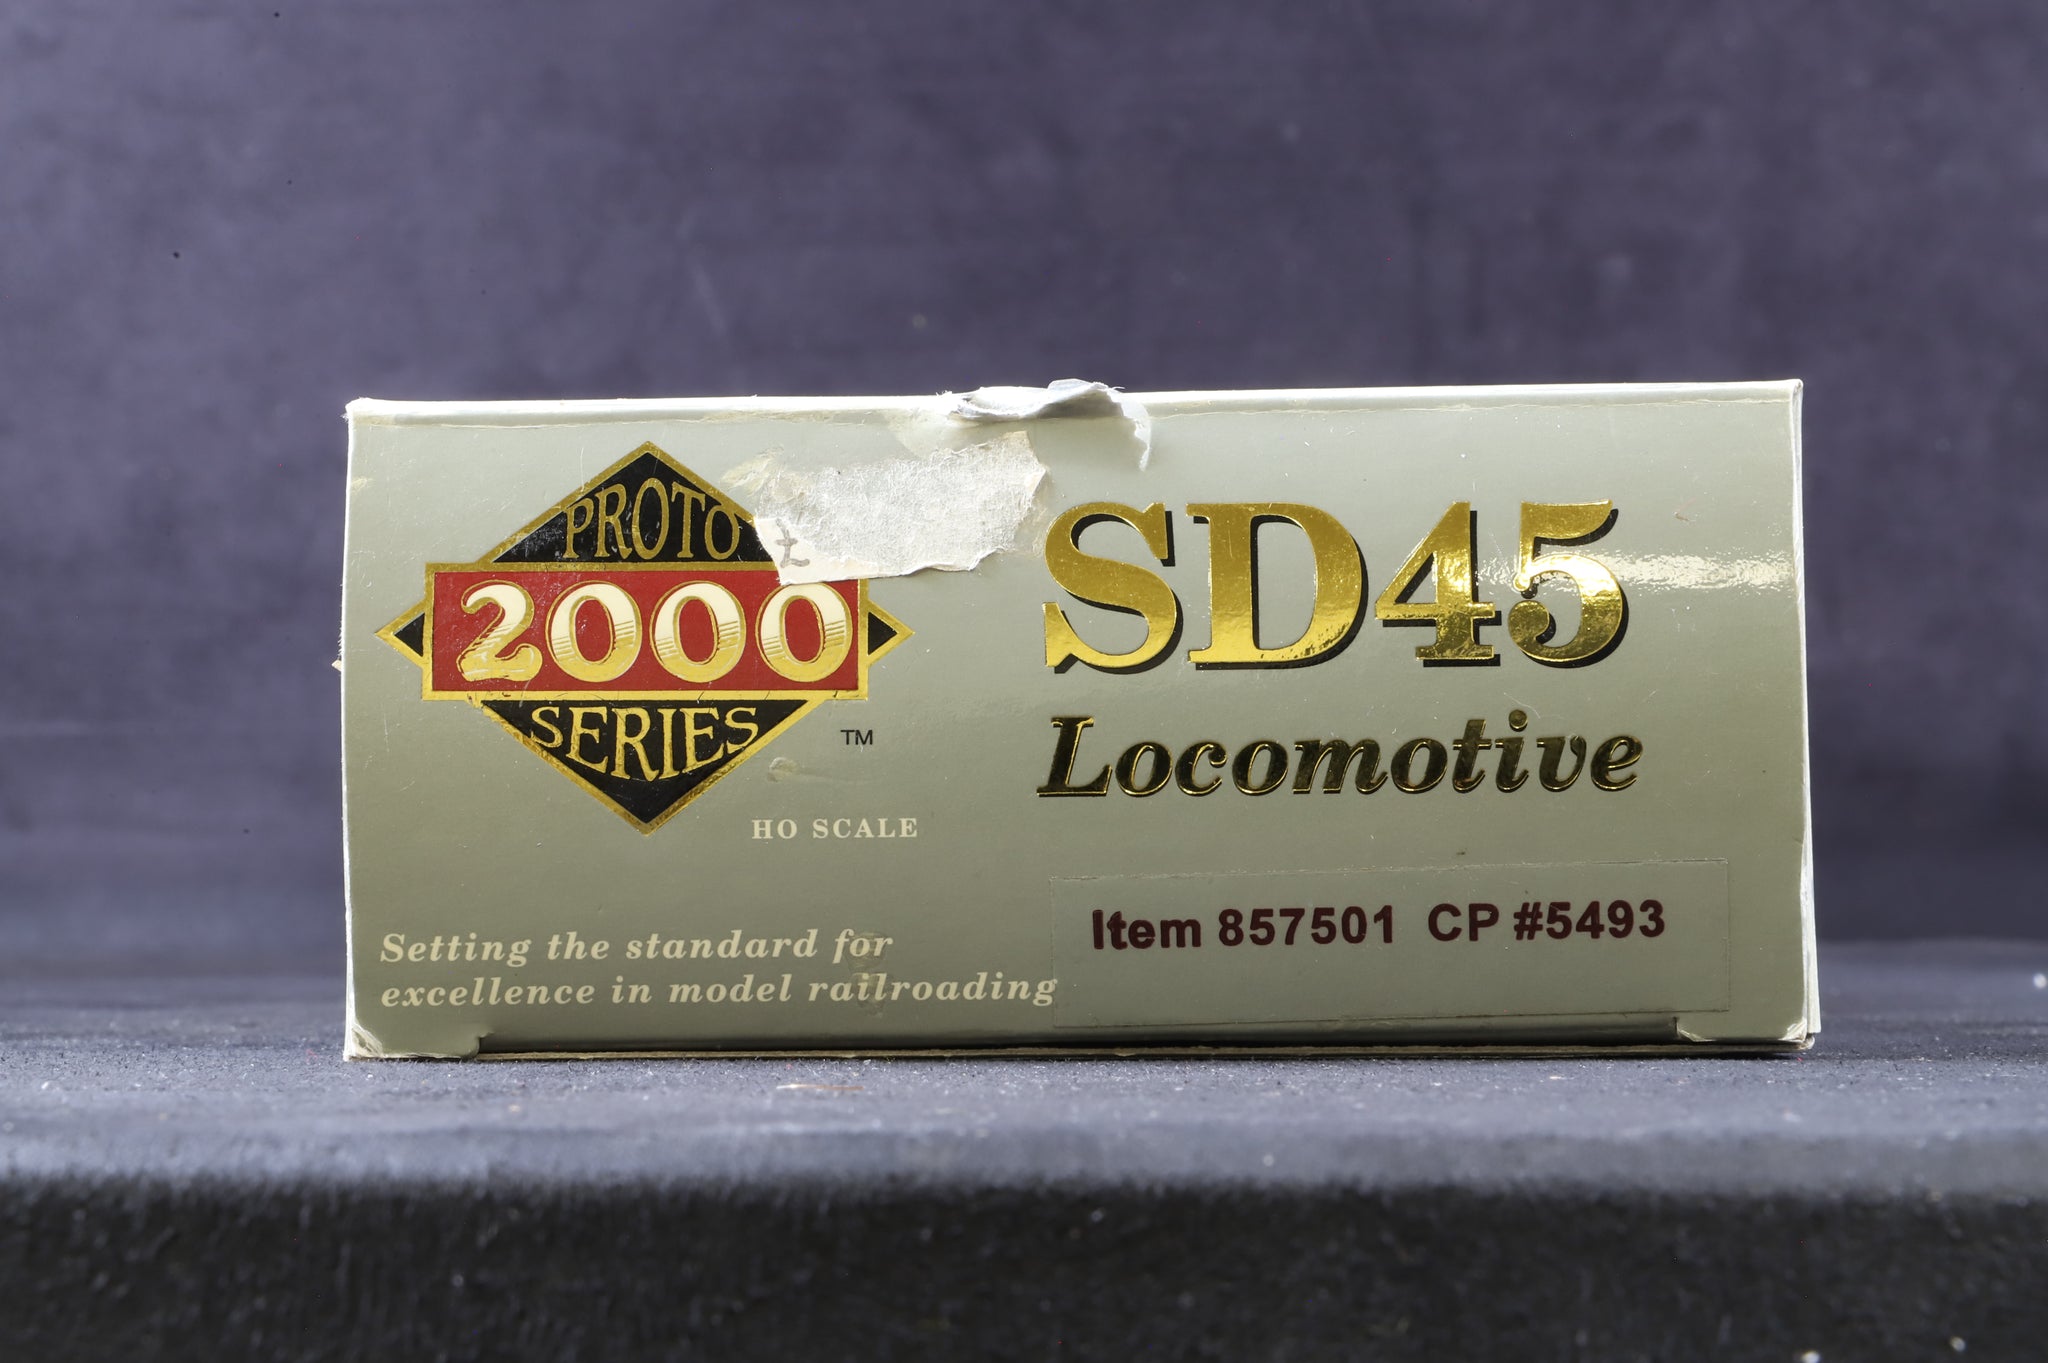 PROTO
2000
SERIES
TM
HO SCALE
Setting the standard for
excellence in model railroading
SD45
Locomotive
Item 857501 CP #5493